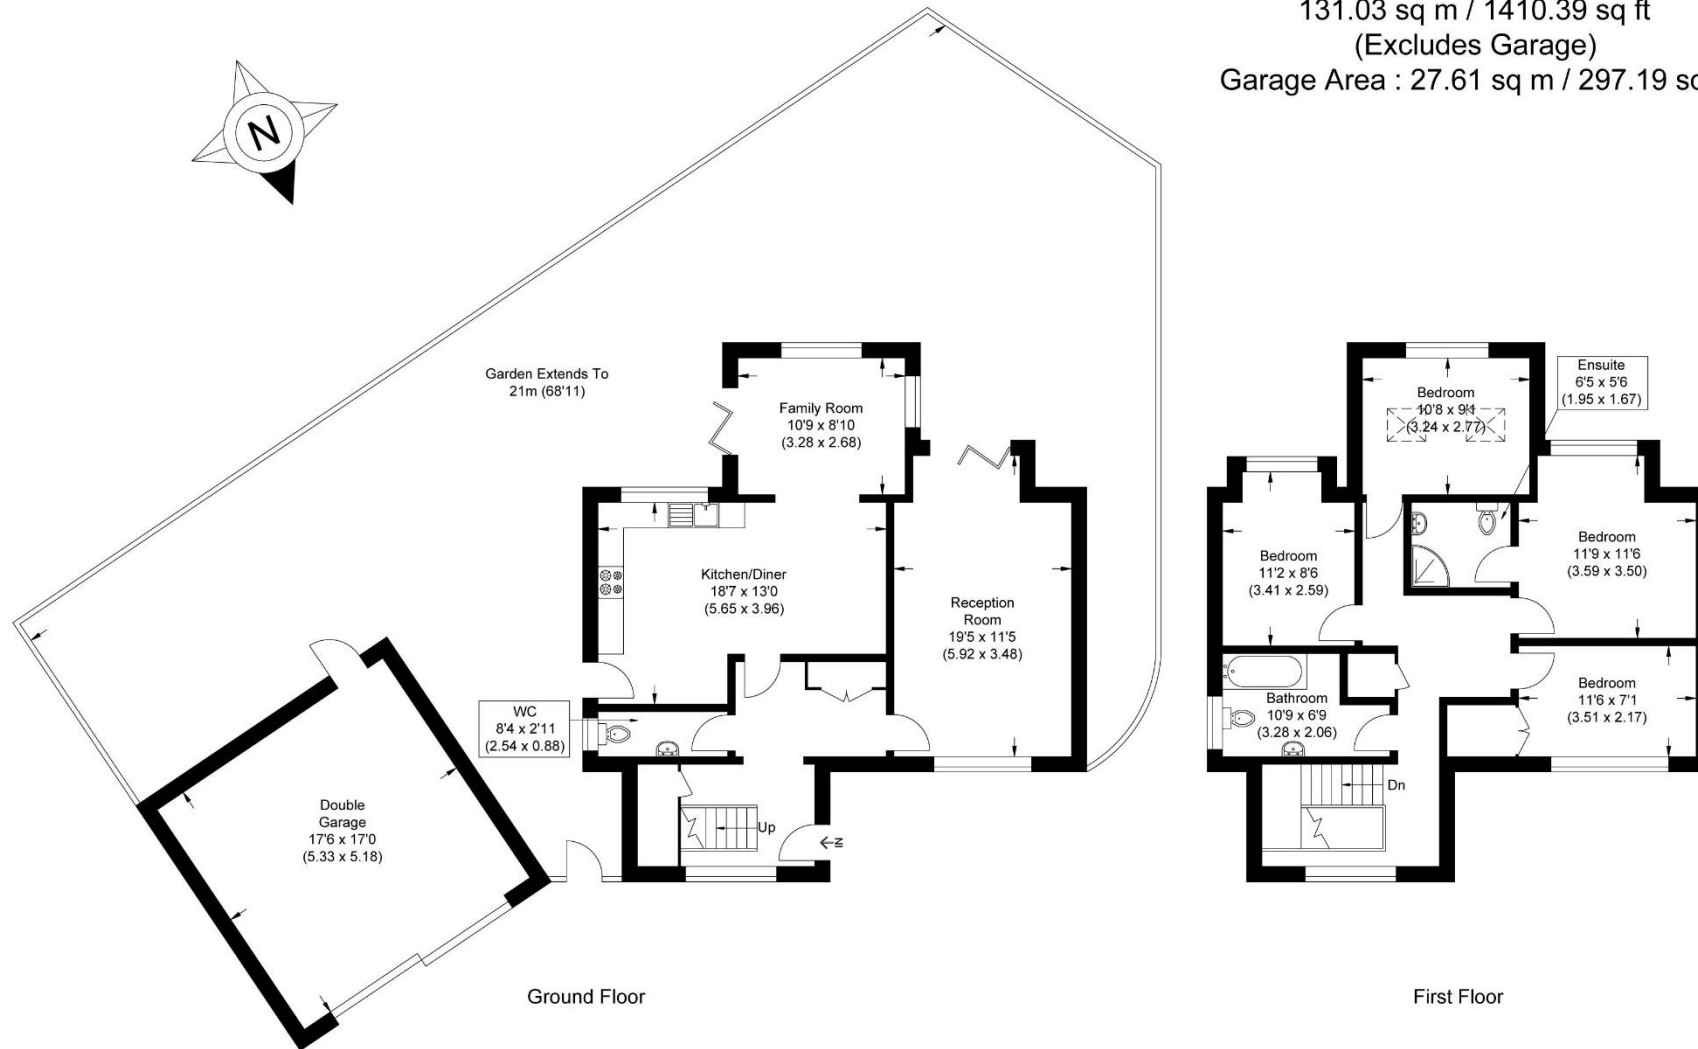 131.03 sq m / 1410.39 sq ft
(Excludes Garage)
Garage Area : 27.61 sq m / 297.19
N
Garden Extends To
21m (68'11)
Family Room
10'9 x 8'10
(3.28 x 2.68)
Kitchen/Diner
18'7 x 13'0
(5.65 x 3.96)
Reception
Room
19'5 x 11'5
(5.92 x 3.48)
WC
8'4 x 2'11
(2.54 x 0.88)
Double
Garage
17'6 x 17'0
(5.33 x 5.18)
Up
IN
Ground Floor
Bedroom
10'8 x 9'1
(3.24 x 2.77)
Ensuite
6'5 x 5'6
(1.95 x 1.67)
Bedroom
11'2 x 8'6
(3.41 x 2.59)
Bedroom
11'9 x 11'6
(3.59 x 3.50)
Bathroom
10'9 x 6'9
(3.28 x 2.06)
Bedroom
11'6 x 7'1
(3.51 x 2.17)
Dn
First Floor